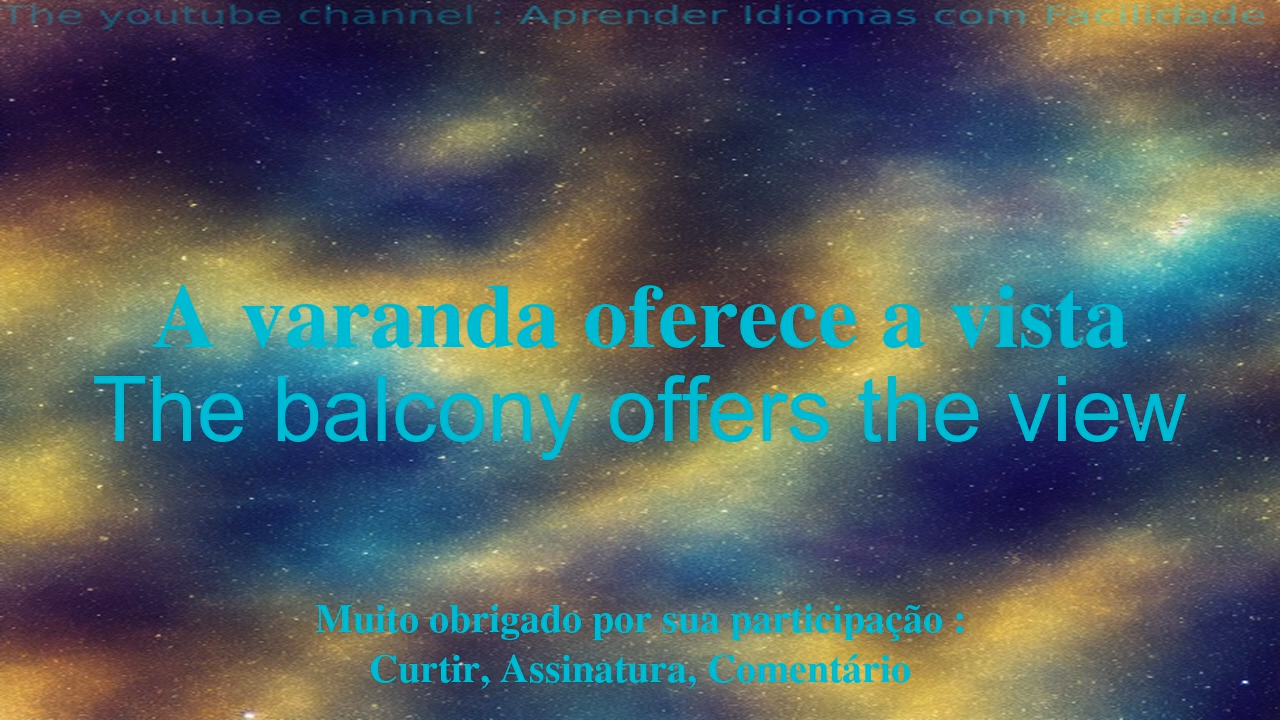 The youtube channel : Aprender Idiomas com Facilidade
A varanda oferece a vista
The balcony offers the view
Muito obrigado por sua participação :
Curtir, Assinatura, Comentário